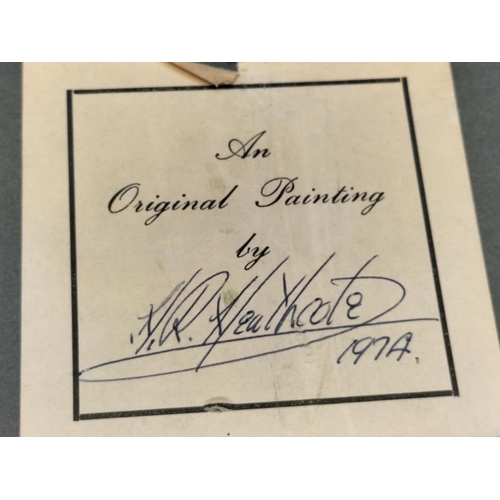 An
Original Painting
by
Heathcote
1974.